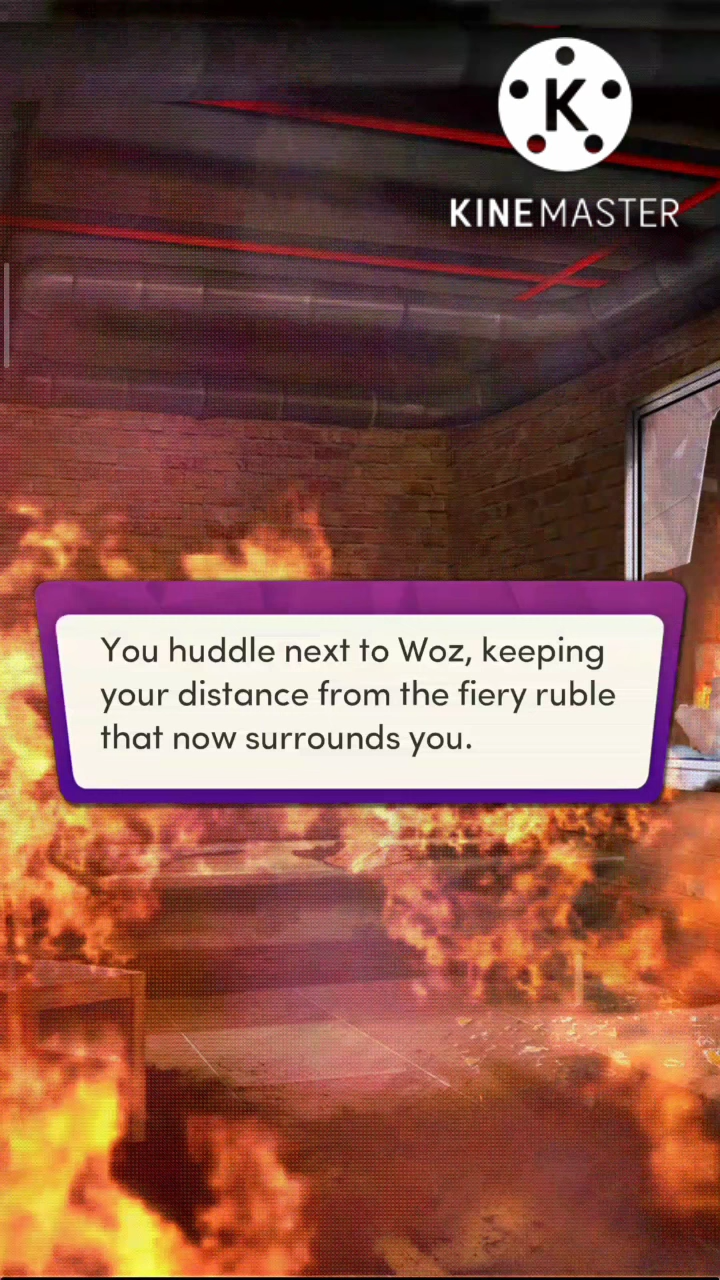 K
KINEMASTER
You huddle next to Woz, keeping
your distance from the fiery ruble
that now surrounds you.